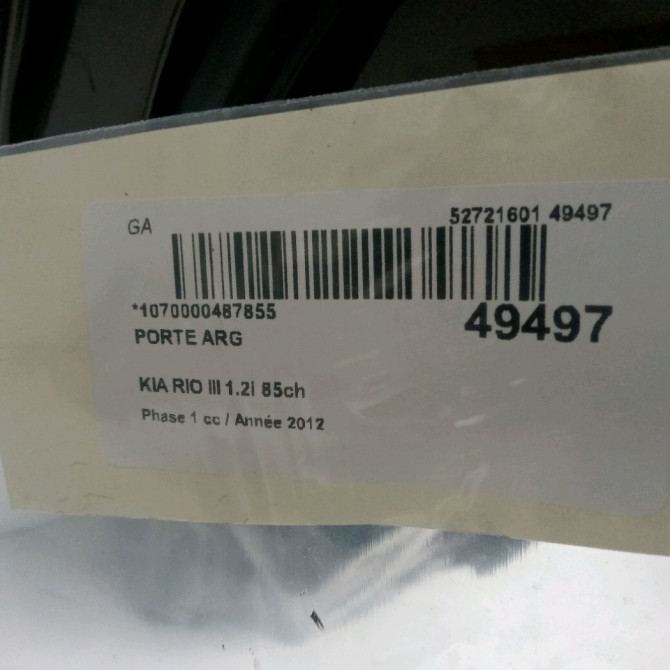 GA
52721601 49497
*1070000487855
49497
PORTE ARG
KIA RIO III 1.2i 85ch
Phase 1 cc / Année 2012